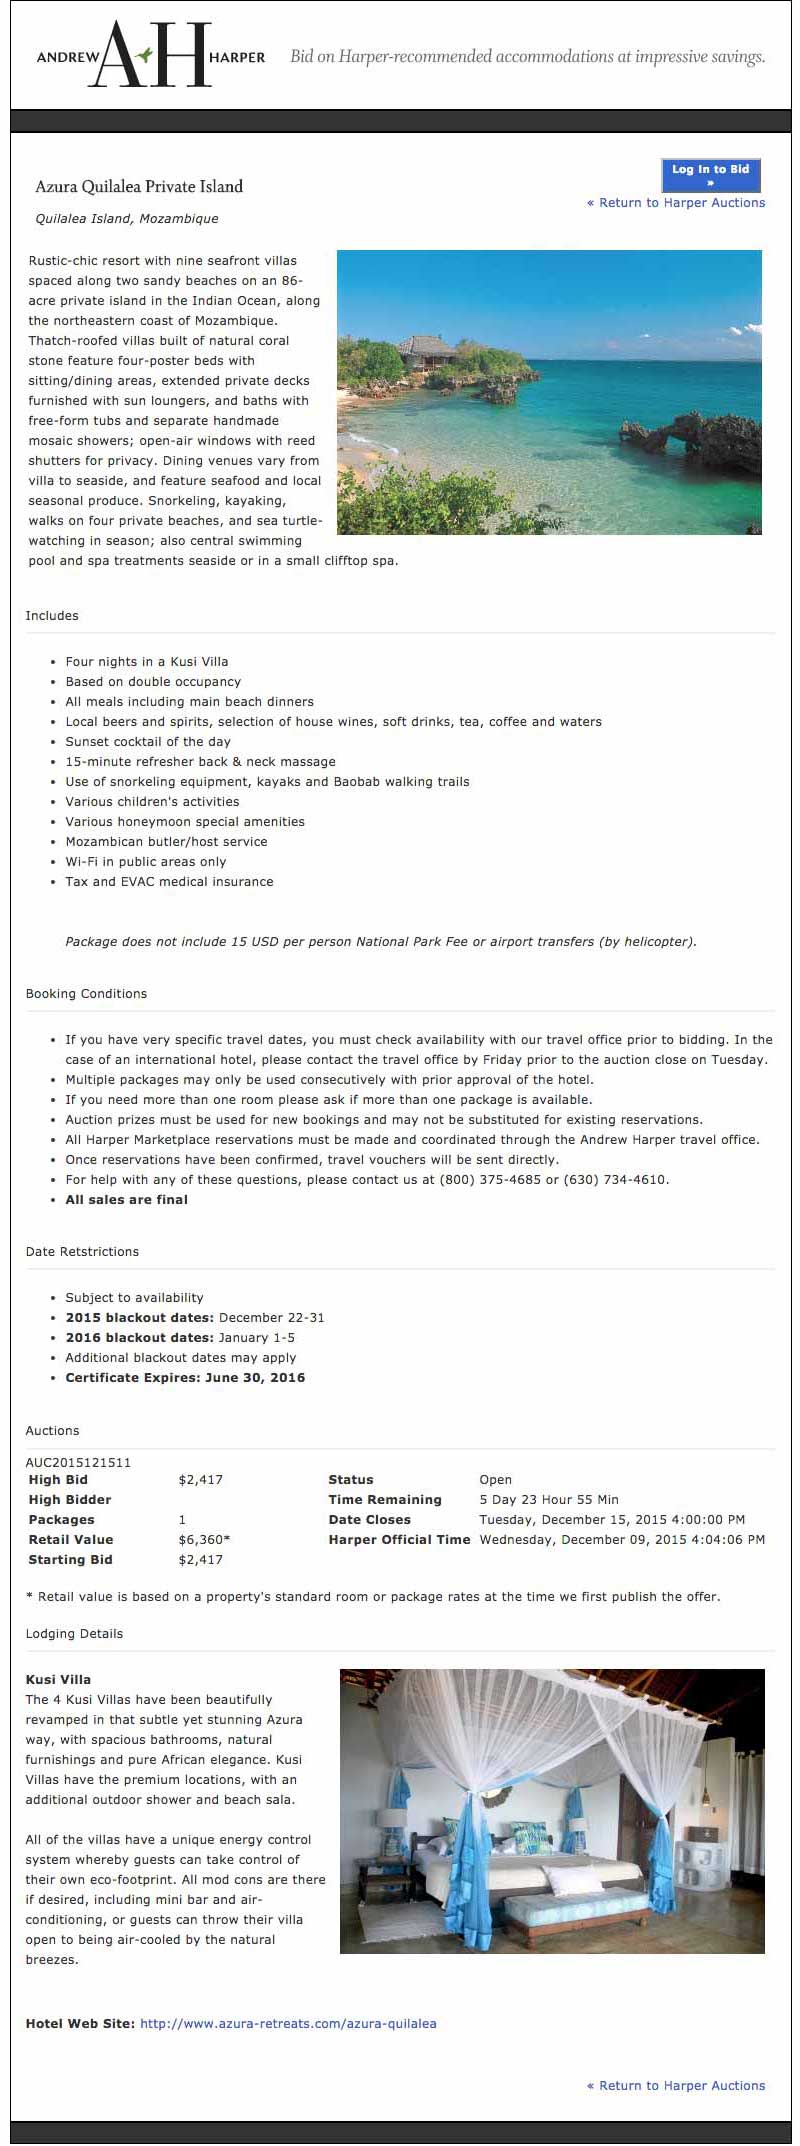 ANDREW AH HARPER
Bid on Harper-recommended accommodations at impressive savings.
Azura Quilalea Private Island
Quilalea Island, Mozambique
Log In to Bid
»
« Return to Harper Auctions
Rustic-chic resort with nine seafront villas
spaced along two sandy beaches on an 86-
acre private island in the Indian Ocean, along
the northeastern coast of Mozambique.
Thatch-roofed villas built of natural coral
stone feature four-poster beds with
sitting/dining areas, extended private decks
furnished with sun loungers, and baths with
free-form tubs and separate handmade
mosaic showers; open-air windows with reed
shutters for privacy. Dining venues vary from
villa to seaside, and feature seafood and local
seasonal produce. Snorkeling, kayaking,
walks on four private beaches, and sea turtle-
watching in season; also central swimming
pool and spa treatments seaside or in a small clifftop spa.
Includes
• Four nights in a Kusi Villa
• Based on double occupancy
• All meals including main beach dinners
• Local beers and spirits, selection of house wines, soft drinks, tea, coffee and waters
• Sunset cocktail of the day
• 15-minute refresher back & neck massage
• Use of snorkeling equipment, kayaks and Baobab walking trails
• Various children's activities
• Various honeymoon special amenities
• Mozambican butler/host service
• Wi-Fi in public areas only
• Tax and EVAC medical insurance
Package does not include 15 USD per person National Park Fee or airport transfers (by helicopter).
Booking Conditions
• If you have very specific travel dates, you must check availability with our travel office prior to bidding. In the
case of an international hotel, please contact the travel office by Friday prior to the auction close on Tuesday.
• Multiple packages may only be used consecutively with prior approval of the hotel.
• If you need more than one room please ask if more than one package is available.
• Auction prizes must be used for new bookings and may not be substituted for existing reservations.
• All Harper Marketplace reservations must be made and coordinated through the Andrew Harper travel office.
• Once reservations have been confirmed, travel vouchers will be sent directly.
• For help with any of these questions, please contact us at (800) 375-4685 or (630) 734-4610.
• All sales are final
Date Retstrictions
• Subject to availability
• 2015 blackout dates: December 22-31
• 2016 blackout dates: January 1-5
• Additional blackout dates may apply
• Certificate Expires: June 30, 2016
Auctions
AUC2015121511
High Bid $2,417 Status Open
High Bidder Time Remaining 5 Day 23 Hour 55 Min
Packages 1 Date Closes Tuesday, December 15, 2015 4:00:00 PM
Retail Value $6,360* Harper Official Time Wednesday, December 09, 2015 4:04:06 PM
Starting Bid $2,417
* Retail value is based on a property's standard room or package rates at the time we first publish the offer.
Lodging Details
Kusi Villa
The 4 Kusi Villas have been beautifully
revamped in that subtle yet stunning Azura
way, with spacious bathrooms, natural
furnishings and pure African elegance. Kusi
Villas have the premium locations, with an
additional outdoor shower and beach sala.
All of the villas have a unique energy control
system whereby guests can take control of
their own eco-footprint. All mod cons are there
if desired, including mini bar and air-
conditioning, or guests can throw their villa
open to being air-cooled by the natural
breezes.
Hotel Web Site: http://www.azura-retreats.com/azura-quilalea
« Return to Harper Auctions